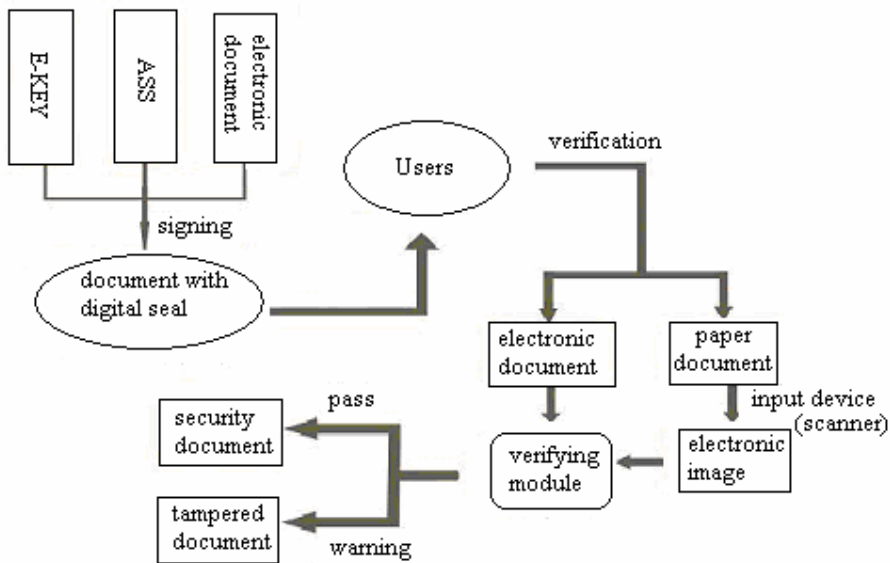 E-KEY
ASS
electronic
document
signing
document with
digital seal
Users
verification
electronic
document
paper
document
input device
(scanner)
electronic
image
verifying
module
pass
security
document
tampered
document
warning